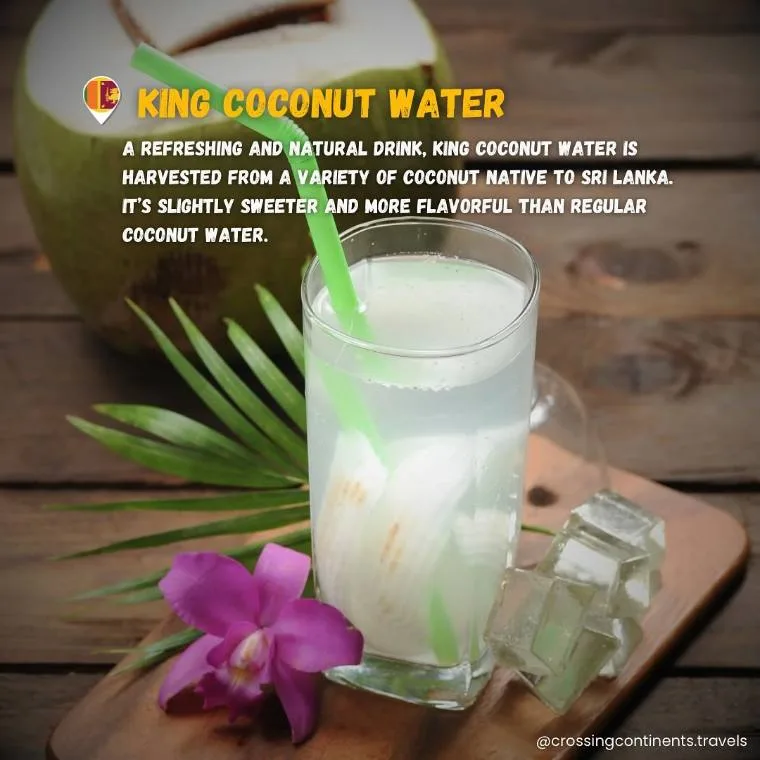 KING COCONUT WATER
A REFRESHING AND NATURAL DRINK, KING COCONUT WATER IS
HARVESTED FROM A VARIETY OF COCONUT NATIVE TO SRI LANKA.
IT'S SLIGHTLY SWEETER AND MORE FLAVORFUL THAN REGULAR
COCONUT WATER.
@crossingcontinents.travels